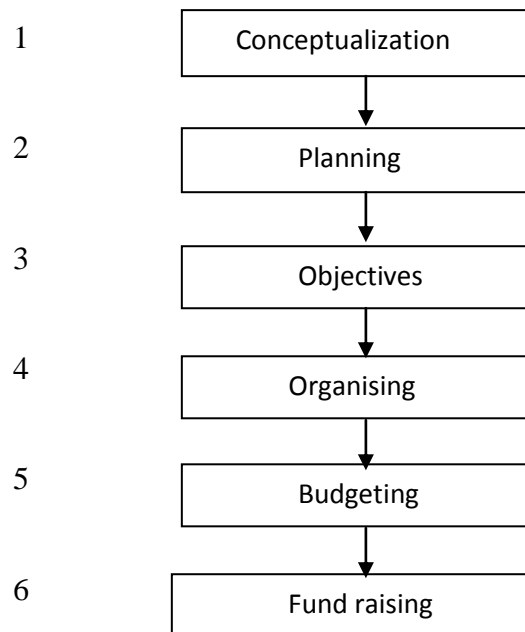 1 Conceptualization
2 Planning
3 Objectives
4 Organising
5 Budgeting
6 Fund raising